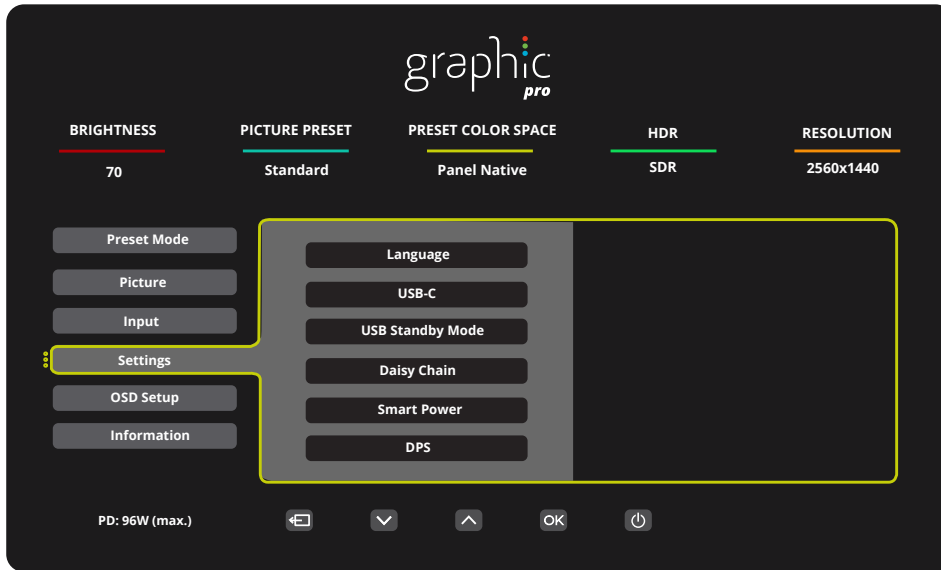 graphic
pro
BRIGHTNESS PICTURE PRESET PRESET COLOR SPACE HDR RESOLUTION
70 Standard Panel Native SDR 2560x1440
Preset Mode
Picture
Input
Settings
OSD Setup
Information
Language
USB-C
USB Standby Mode
Daisy Chain
Smart Power
DPS
PD: 96W (max.)
OK